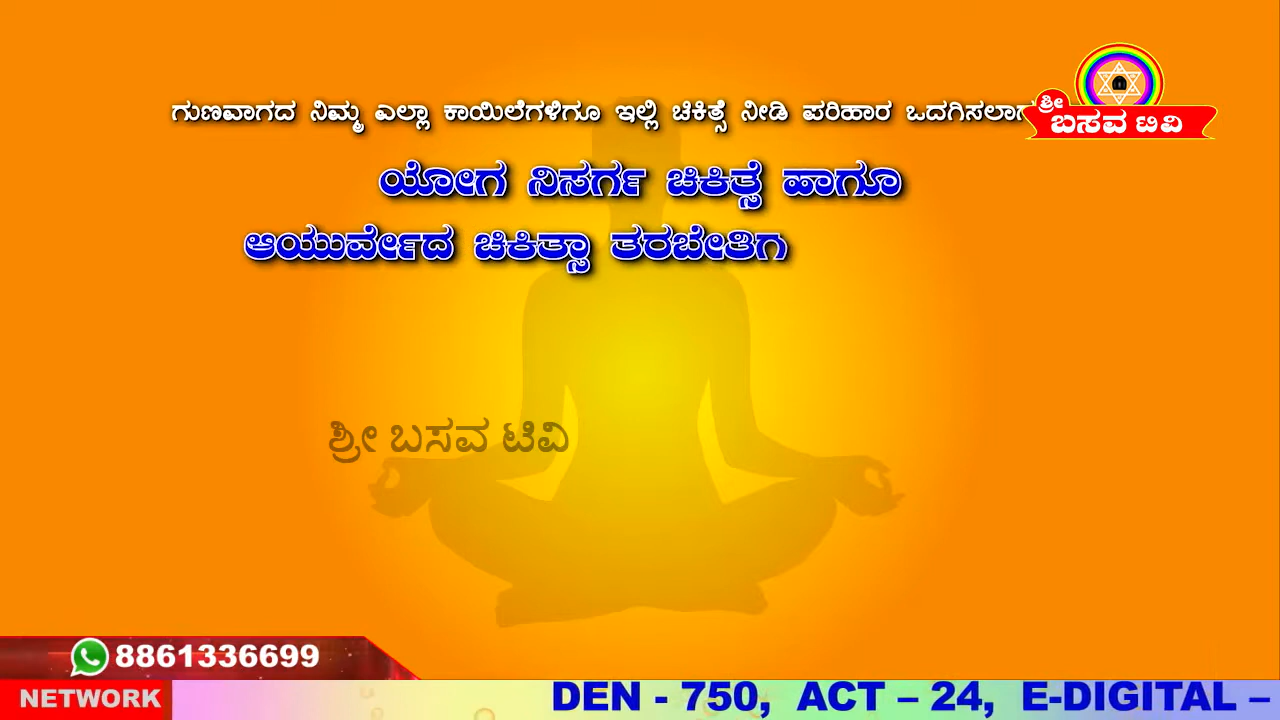 ಗುಣವಾಗದ ನಿಮ್ಮ ಎಲ್ಲಾ ಕಾಯಿಲೆಗಳಿಗೂ ಇಲ್ಲಿ ಚಿಕಿತ್ಸೆ ನೀಡಿ ಪರಿಹಾರ ಒದಗಿಸಲಾಗು
ಶ್ರೀ
ಬಸವ ಟಿವಿ
ಯೋಗ ನಿಸರ್ಗ ಚಿಕಿತ್ಸೆ ಹಾಗೂ
ಆಯುರ್ವೇದ ಚಿಕಿತ್ಸಾ ತರಬೇತಿಗ
ಶ್ರೀ ಬಸವ ಟಿವಿ
8861336699
NETWORK DEN - 750, ACT – 24, E-DIGITAL –